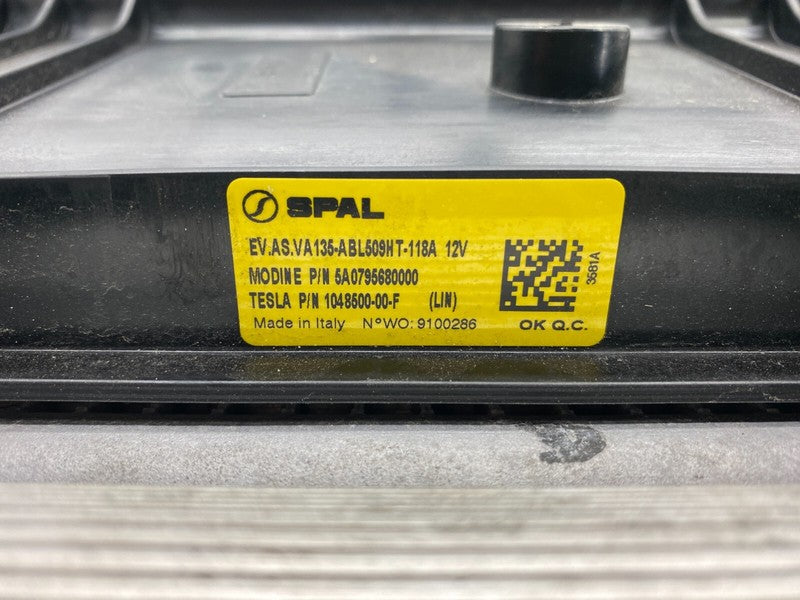 SPAL
EV.AS.VA135-ABL509HT-118A 12V
MODINE P/N 5A0795680000
TESLA P/N 1048500-00-F (LIN)
Made in Italy N°WO: 9100286
OK Q.C.
3581A